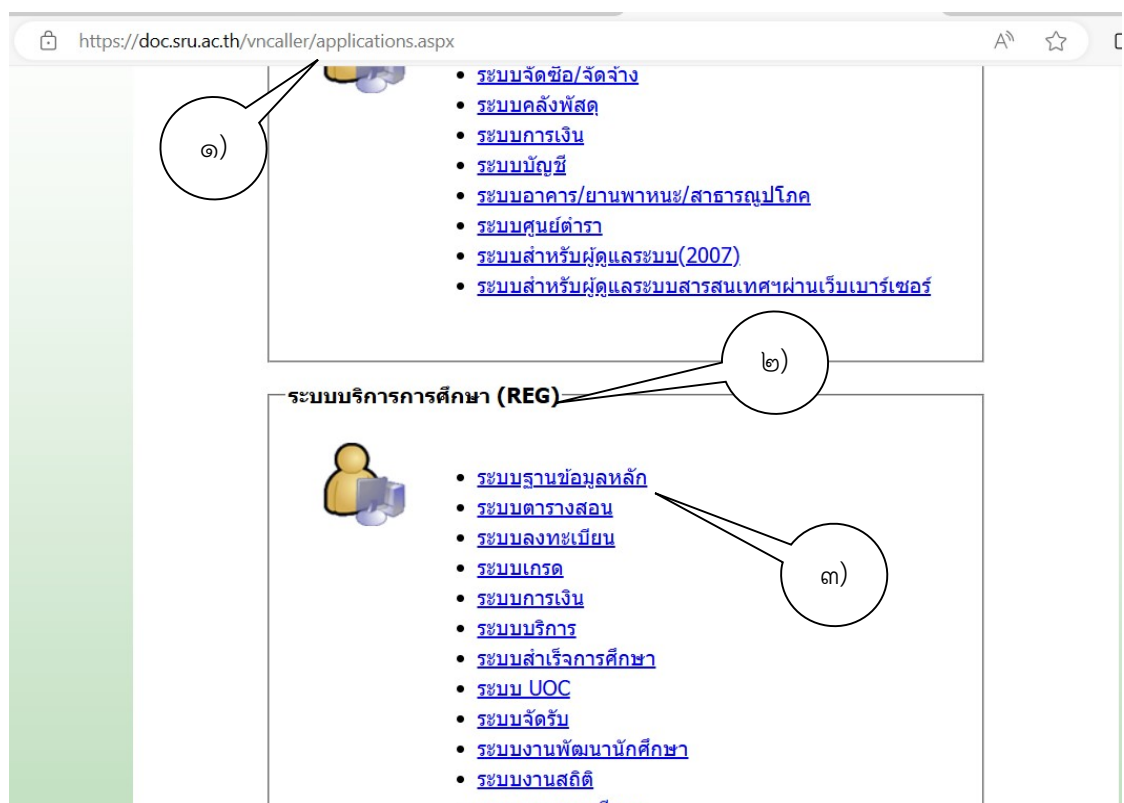 https://doc.sru.ac.th/vncaller/applications.aspx
ระบบจัดซื้อ/จัดจ้าง
ระบบคลังพัสดุ
๑)
ระบบการเงิน
ระบบบัญชี
ระบบอาคาร/ยานพาหนะ/สาธารณูปโภค
ระบบศูนย์ตำรา
ระบบสำหรับผู้ดูแลระบบ(2007)
ระบบสำหรับผู้ดูแลระบบสารสนเทศฯผ่านเว็บเบาร์เซอร์
๒)
ระบบบริการการศึกษา (REG)
ระบบฐานข้อมูลหลัก
ระบบตารางสอน
ระบบลงทะเบียน
ระบบเกรด
๓)
ระบบการเงิน
ระบบบริการ
ระบบสำเร็จการศึกษา
ระบบ UOC
ระบบจัดรับ
ระบบงานพัฒนานักศึกษา
ระบบงานสถิติ